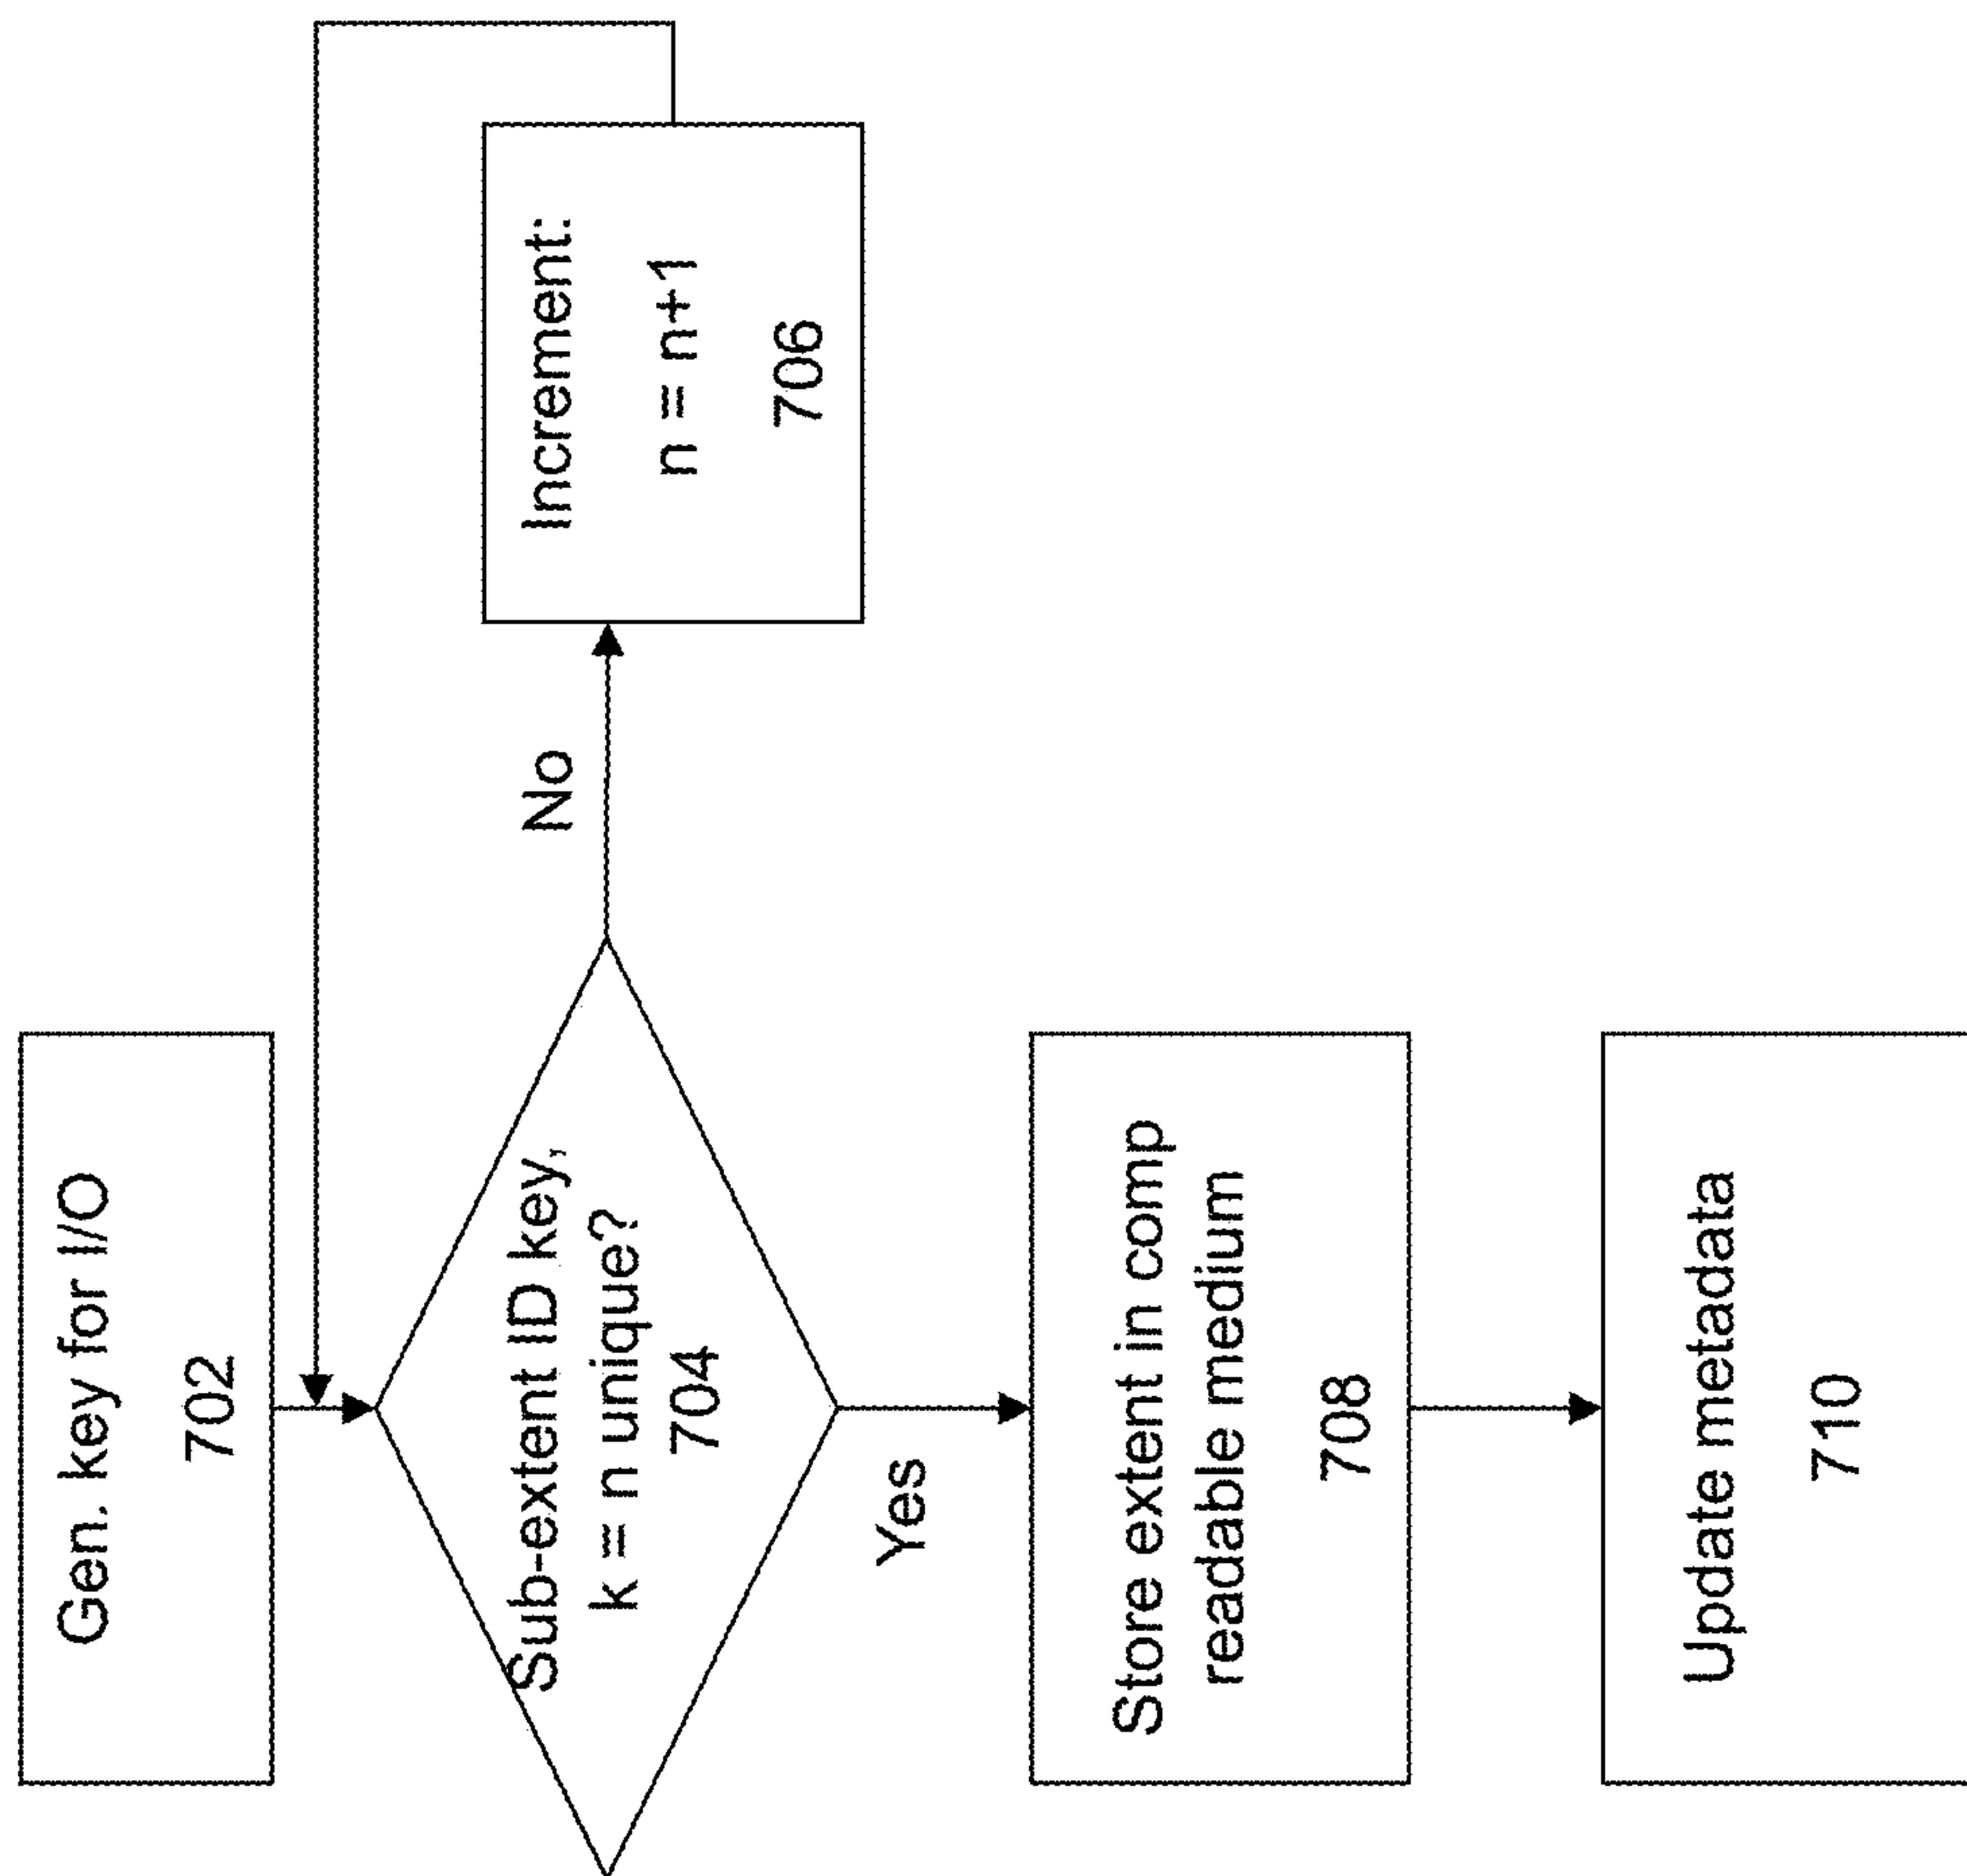 Gen. key for I/O
702
Sub-extent ID key,
k = n unique?
704
No
Increment:
n = n+1
706
Yes
Store extent in comp
readable medium
708
Update metadata
710